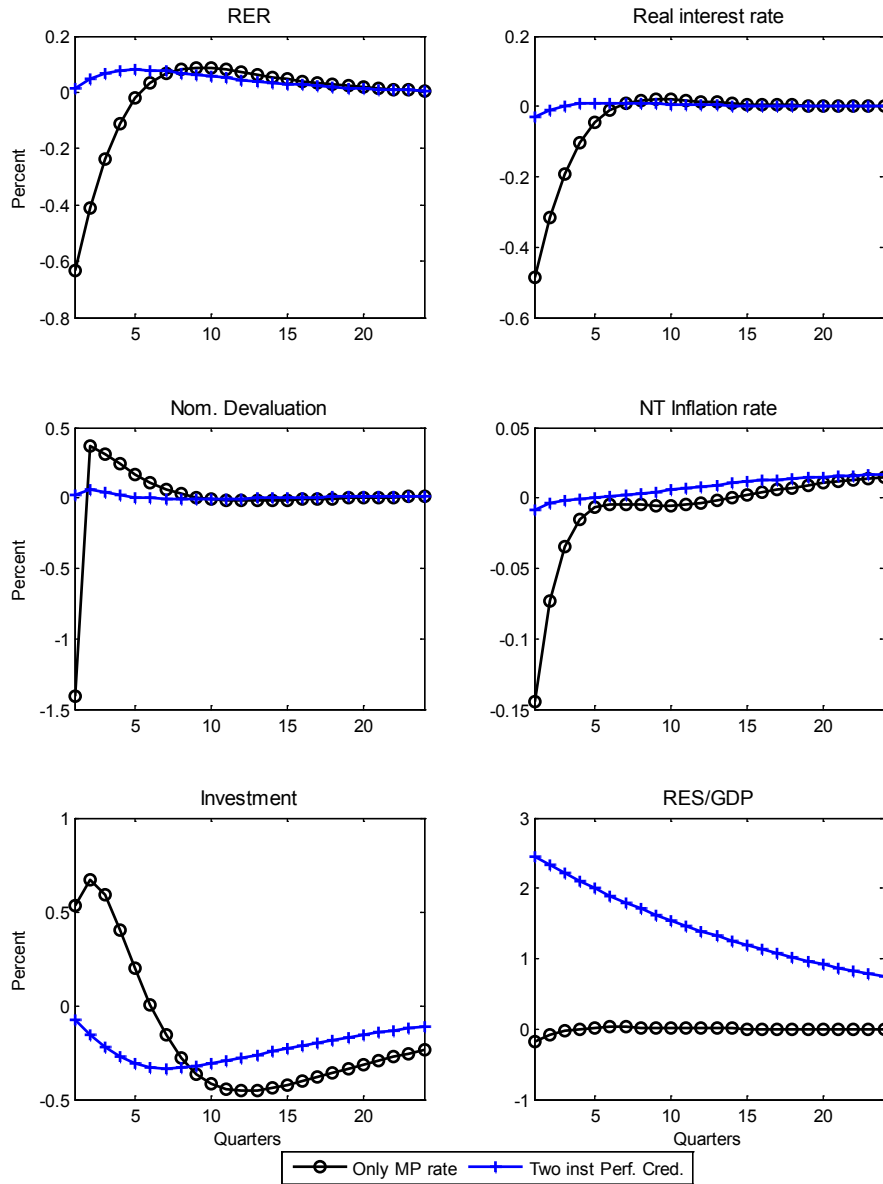 RER
Real interest rate
Percent
0.2
0
-0.2
-0.4
-0.6
-0.8
5 10 15 20
0.2
0
-0.2
-0.4
-0.6
5 10 15 20
Nom. Devaluation
NT Inflation rate
Percent
0.5
0
-0.5
-1
-1.5
5 10 15 20
0.05
0
-0.05
-0.1
-0.15
5 10 15 20
Investment
RES/GDP
Percent
1
0.5
0
-0.5
5 10 15 20
Quarters
3
2
1
0
-1
5 10 15 20
Quarters
Only MP rate Two inst Perf. Cred.